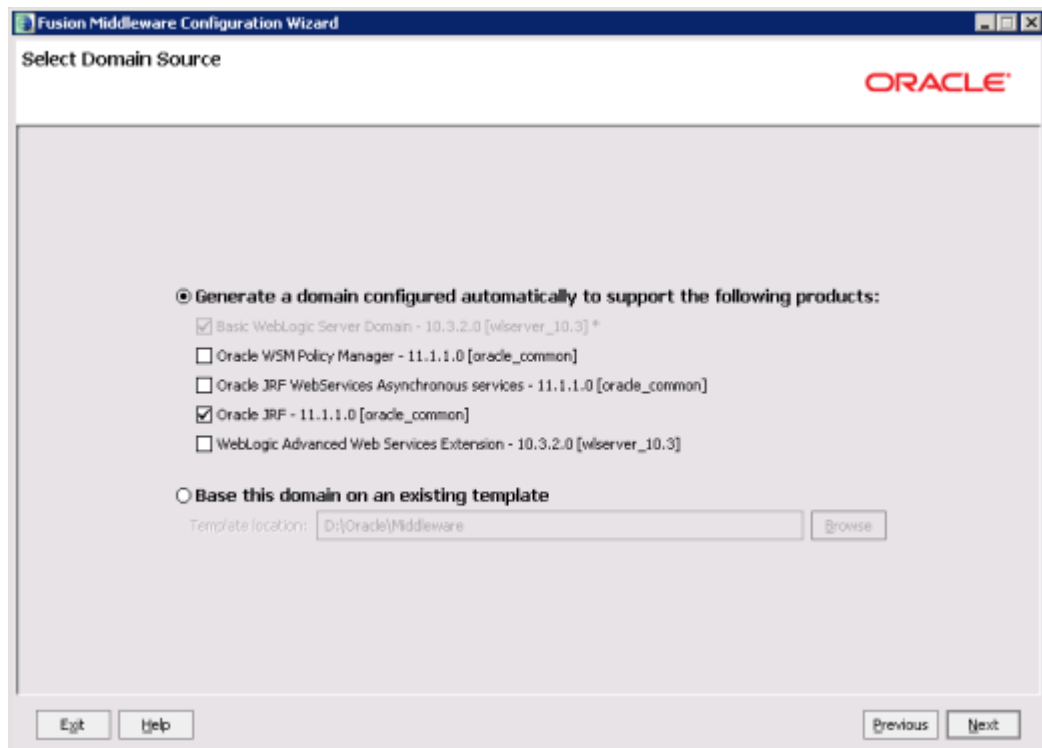 Fusion Middleware Configuration Wizard
Select Domain Source
ORACLE
Generate a domain configured automatically to support the following products:
Basic WebLogic Server Domain - 10.3.2.0 [wlserver_10.3] *
Oracle WSM Policy Manager - 11.1.1.0 [oracle_common]
Oracle JRF WebServices Asynchronous services - 11.1.1.0 [oracle_common]
Oracle JRF - 11.1.1.0 [oracle_common]
WebLogic Advanced Web Services Extension - 10.3.2.0 [wlserver_10.3]
Base this domain on an existing template
Template location: D:\Oracle\Middleware Browse
Exit Help Previous Next